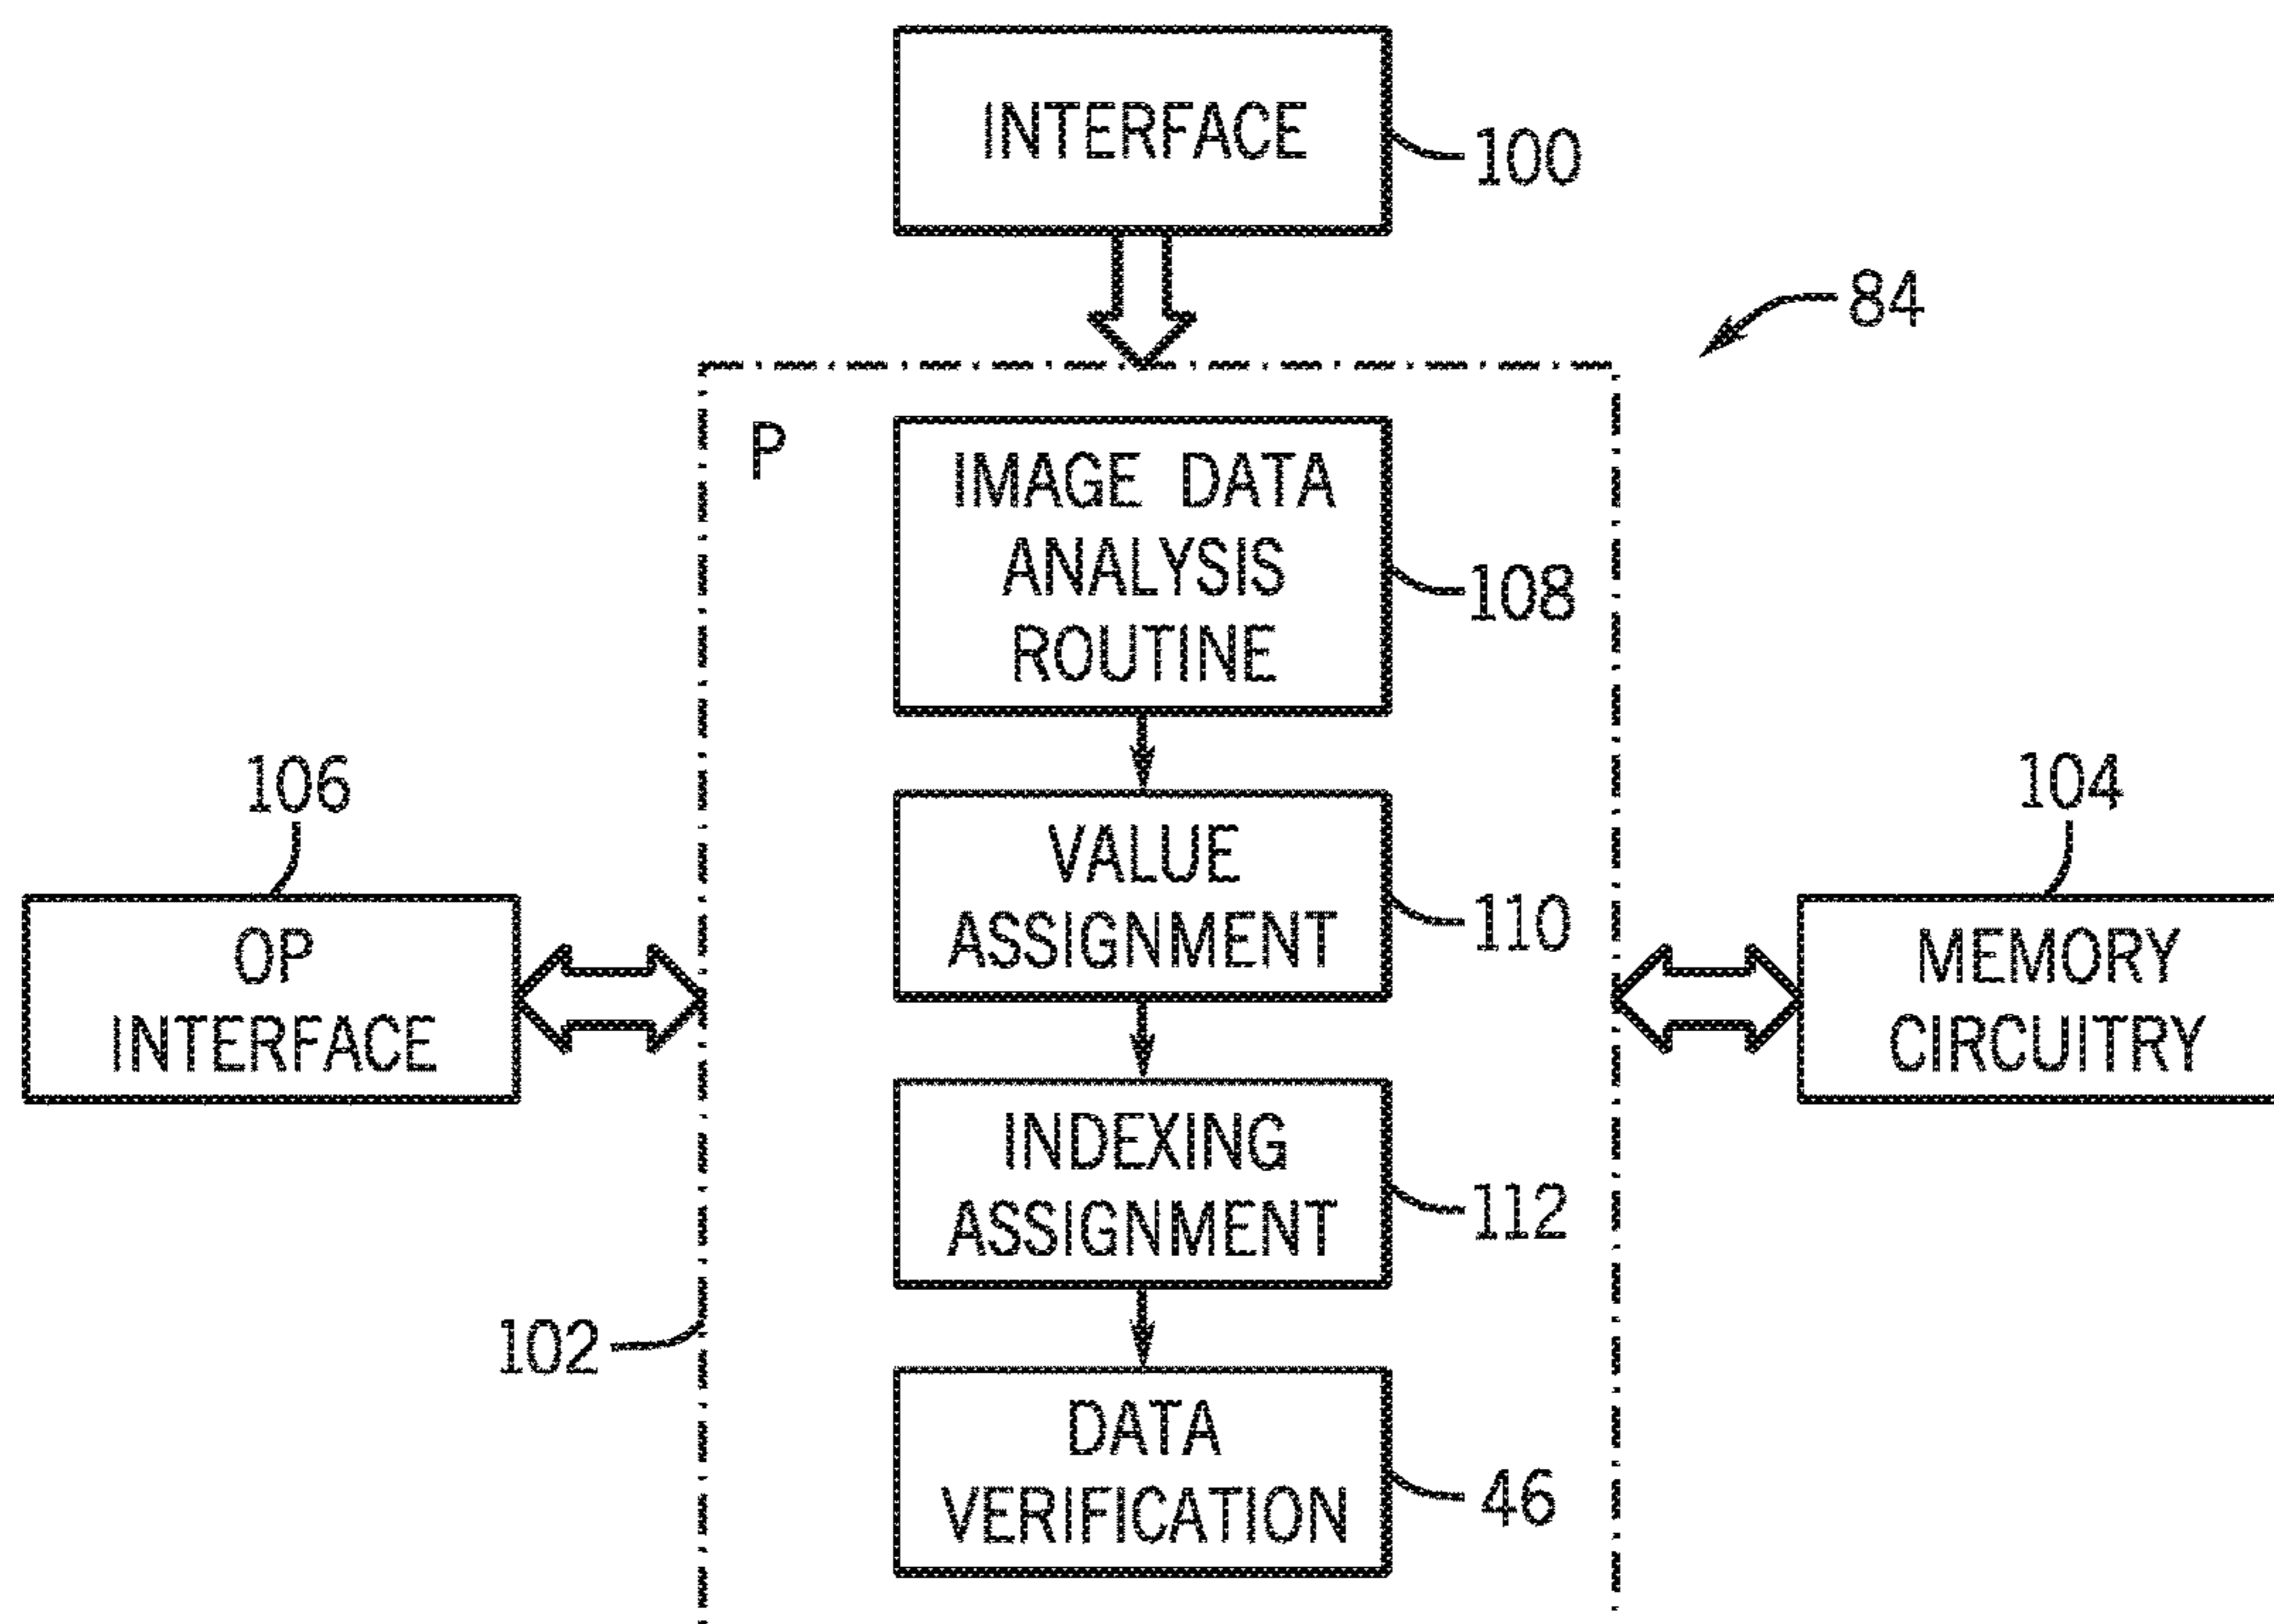 INTERFACE
100
84
P
IMAGE DATA
ANALYSIS
ROUTINE
108
106
104
VALUE
ASSIGNMENT
110
OP
INTERFACE
MEMORY
CIRCUITRY
INDEXING
ASSIGNMENT
112
102
DATA
VERIFICATION
46